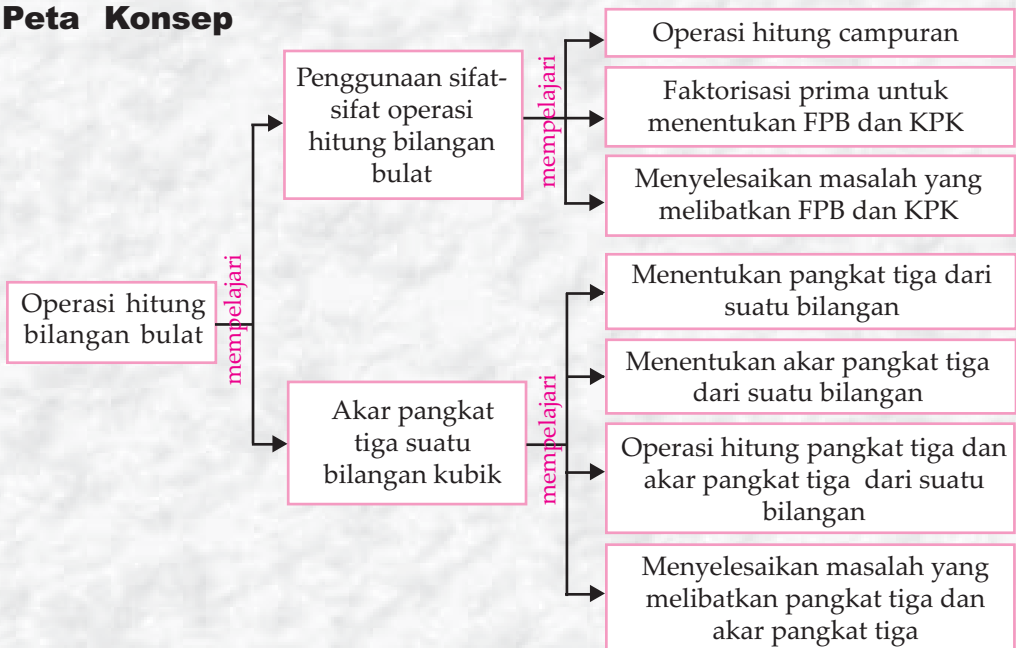 Peta Konsep
Operasi hitung
bilangan bulat
mempelajari
Penggunaan sifat-
sifat operasi
hitung bilangan
bulat
mempelajari
Operasi hitung campuran
Faktorisasi prima untuk
menentukan FPB dan KPK
Menyelesaikan masalah yang
melibatkan FPB dan KPK
Akar pangkat
tiga suatu
bilangan kubik
mempelajari
Menentukan pangkat tiga dari
suatu bilangan
Menentukan akar pangkat tiga
dari suatu bilangan
Operasi hitung pangkat tiga dan
akar pangkat tiga dari suatu
bilangan
Menyelesaikan masalah yang
melibatkan pangkat tiga dan
akar pangkat tiga